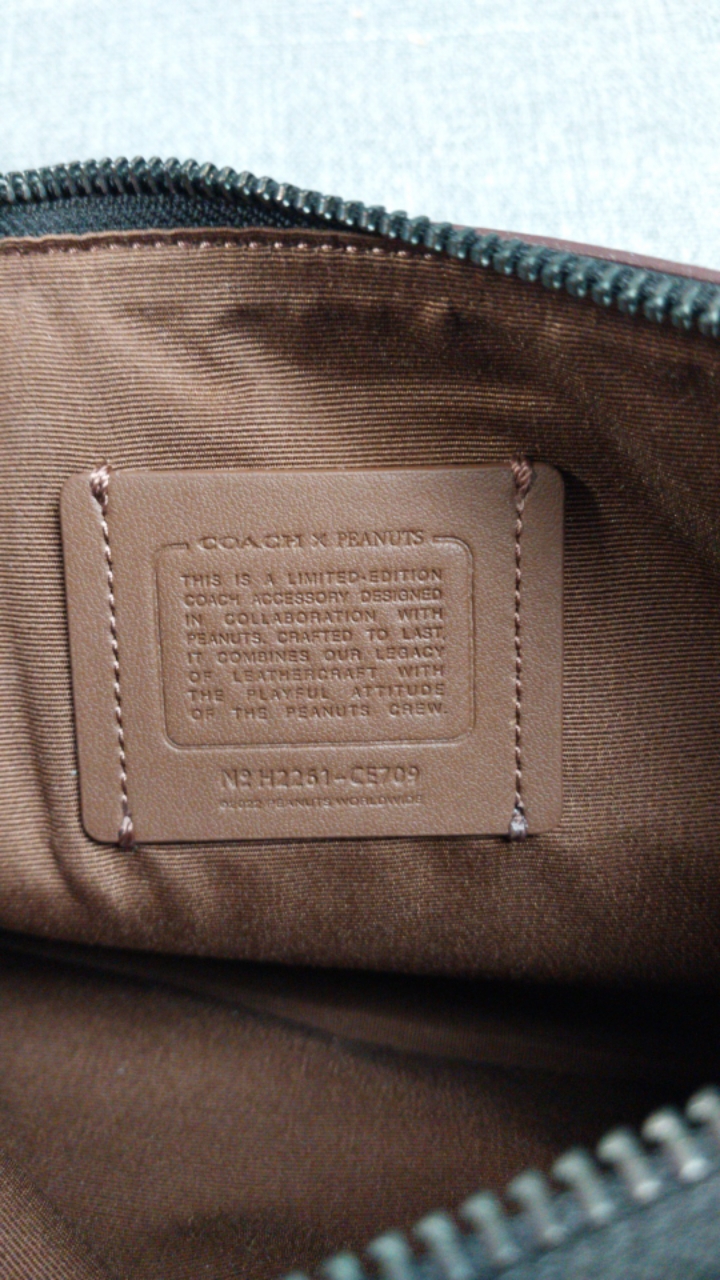 COACH × PEANUTS
THIS IS A LIMITED-EDITION
COACH ACCESSORY DESIGNED
IN COLLABORATION WITH
PEANUTS. CRAFTED TO LAST,
IT COMBINES OUR LEGACY
OF LEATHERCRAFT WITH
THE PLAYFUL ATTITUDE
OF THE PEANUTS CREW.
Nº H2261-CE709
©2022 PEANUTS WORLDWIDE